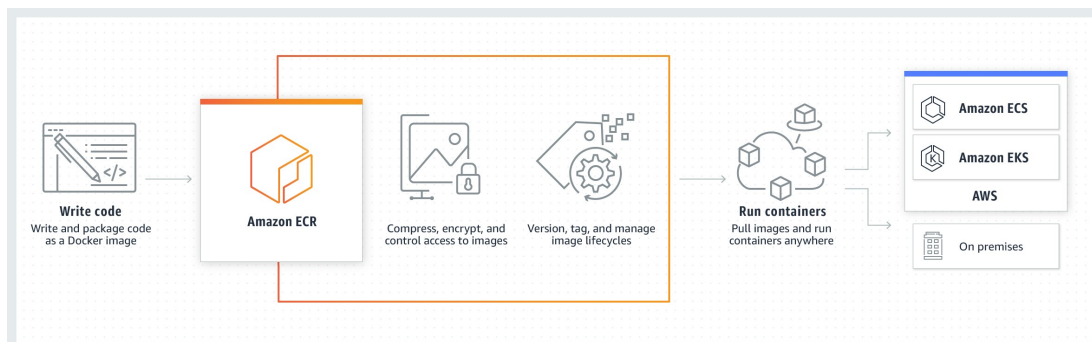 Write code
Write and package code
as a Docker image
</>
Amazon ECR
Compress, encrypt, and
control access to images
Version, tag, and manage
image lifecycles
Run containers
Pull images and run
containers anywhere
Amazon ECS
K
Amazon EKS
AWS
On premises